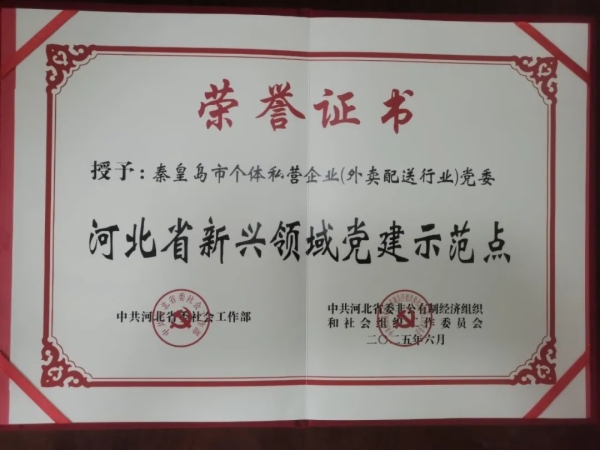 荣誉证书
授予：秦皇岛市个体私营企业(外卖配送行业)党委
河北省新兴领域党建示范点
中共河北省委社会工作部
中共河北省委非公有制经济组织
和社会组织工作委员会
二〇二五年六月